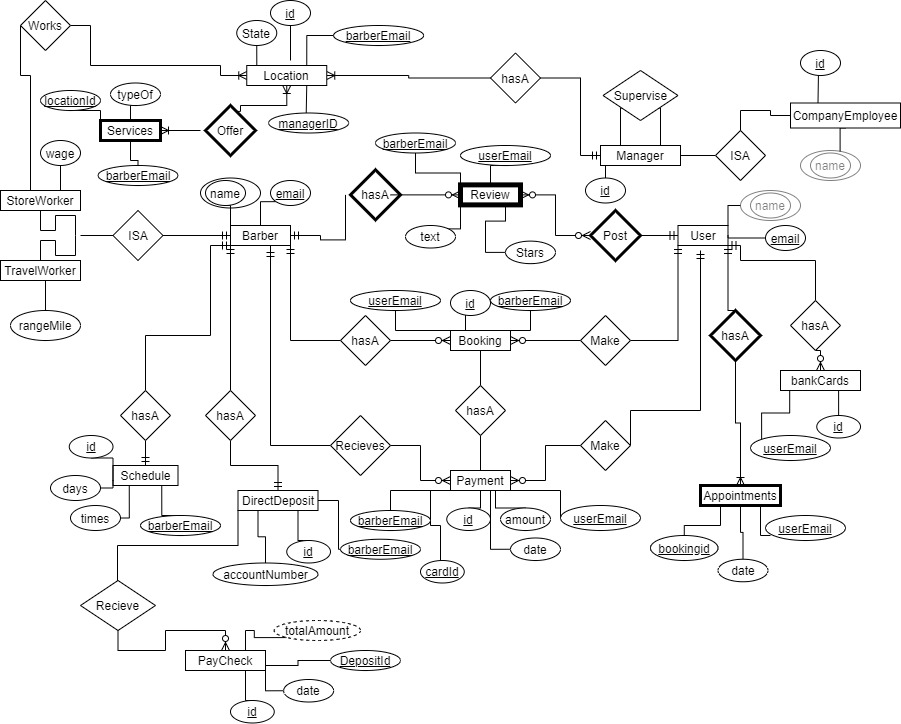 Works
id
State
barberEmail
Location
hasA
id
Supervise
CompanyEmployee
locationId
typeOf
Services
Offer
managerID
barberEmail
userEmail
Manager
ISA
name
wage
barberEmail
StoreWorker
name
email
hasA
Review
id
name
ISA
Barber
text
Stars
Post
User
email
TravelWorker
rangeMile
userEmail
id
barberEmail
hasA
Booking
Make
hasA
hasA
bankCards
hasA
hasA
hasA
userEmail
id
id
Recieves
Make
days
Schedule
Payment
times
barberEmail
DirectDeposit
barberEmail
id
amount
userEmail
Appointments
accountNumber
id
barberEmail
cardId
date
bookingid
date
userEmail
Recieve
totalAmount
PayCheck
DepositId
date
id